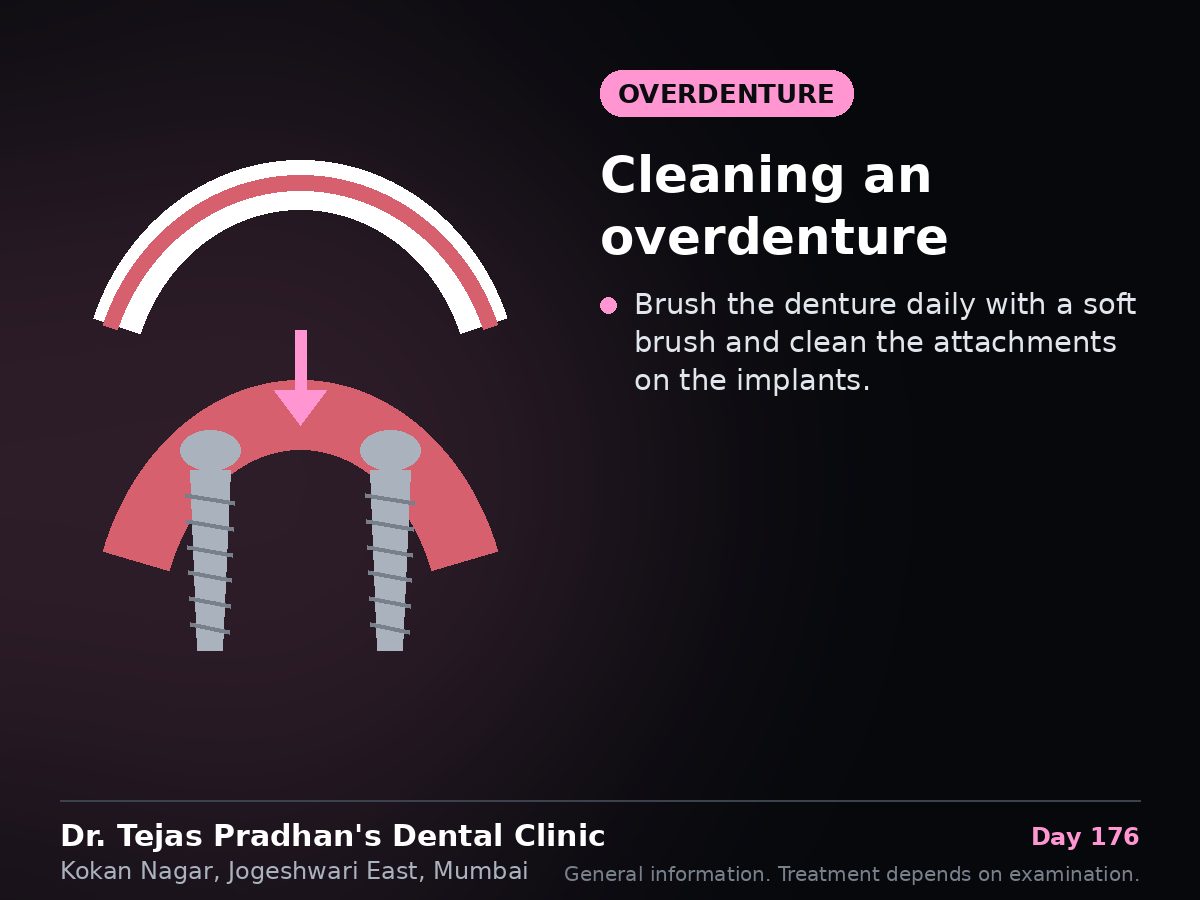 OVERDENTURE
Cleaning an
overdenture
Brush the denture daily with a soft
brush and clean the attachments
on the implants.
Dr. Tejas Pradhan's Dental Clinic
Day 176
Kokan Nagar, Jogeshwari East, Mumbai
General information. Treatment depends on examination.